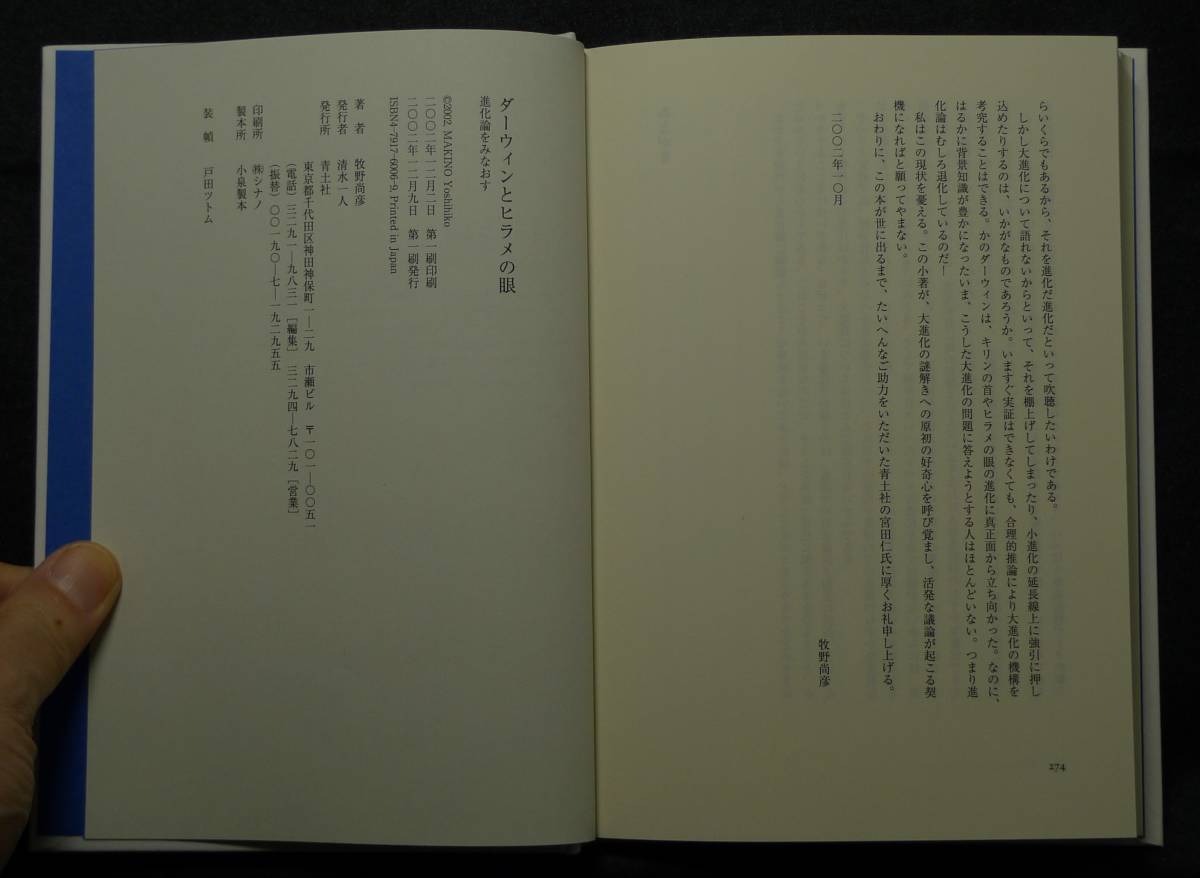 らいくらでもあるから、それを進化だ進化だといって吹聴したいわけである。
しかし大進化について語れないからといって、それを棚上げしてしまったり、小進化の延長線上に強引に押し
込めたりするのは、いかがなものであろうか。いますぐ実証はできなくても、合理的推論により大進化の機構を
考究することはできる。かのダーウィンは、キリンの首やヒラメの眼の進化に真正面から立ち向かった。なのに、
はるかに背景知識が豊かになったいま、こうした大進化の問題に答えようとする人はほとんどいない。つまり進
化論はむしろ退化しているのだ！
私はこの現状を憂える。この小著が、大進化の謎解きへの原初の好奇心を呼び覚まし、活発な議論が起こる契
機になればと願ってやまない。
おわりに、この本が世に出るまで、たいへんなご助力をいただいた青土社の宮田仁氏に厚くお礼申し上げる。
二〇〇二年一〇月
牧野尚彦
274
ダーウィンとヒラメの眼
進化論をみなおす
©2002, MAKINO Yoshihiko
二〇〇二年一二月二日　第一刷印刷
二〇〇二年一二月九日　第一刷発行
ISBN4-7917-6006-9, Printed in Japan
著　者　牧野尚彦
発行者　清水一人
発行所　青土社
東京都千代田区神田神保町一―二九　市瀬ビル　〒一〇一―〇〇五一
（電話）三二九一―九八三一［編集］　三二九四―七八二九［営業］
（振替）〇〇一九〇―七―一九二九五五
印刷所　㈱シナノ
製本所　小泉製本
装　幀　戸田ツトム